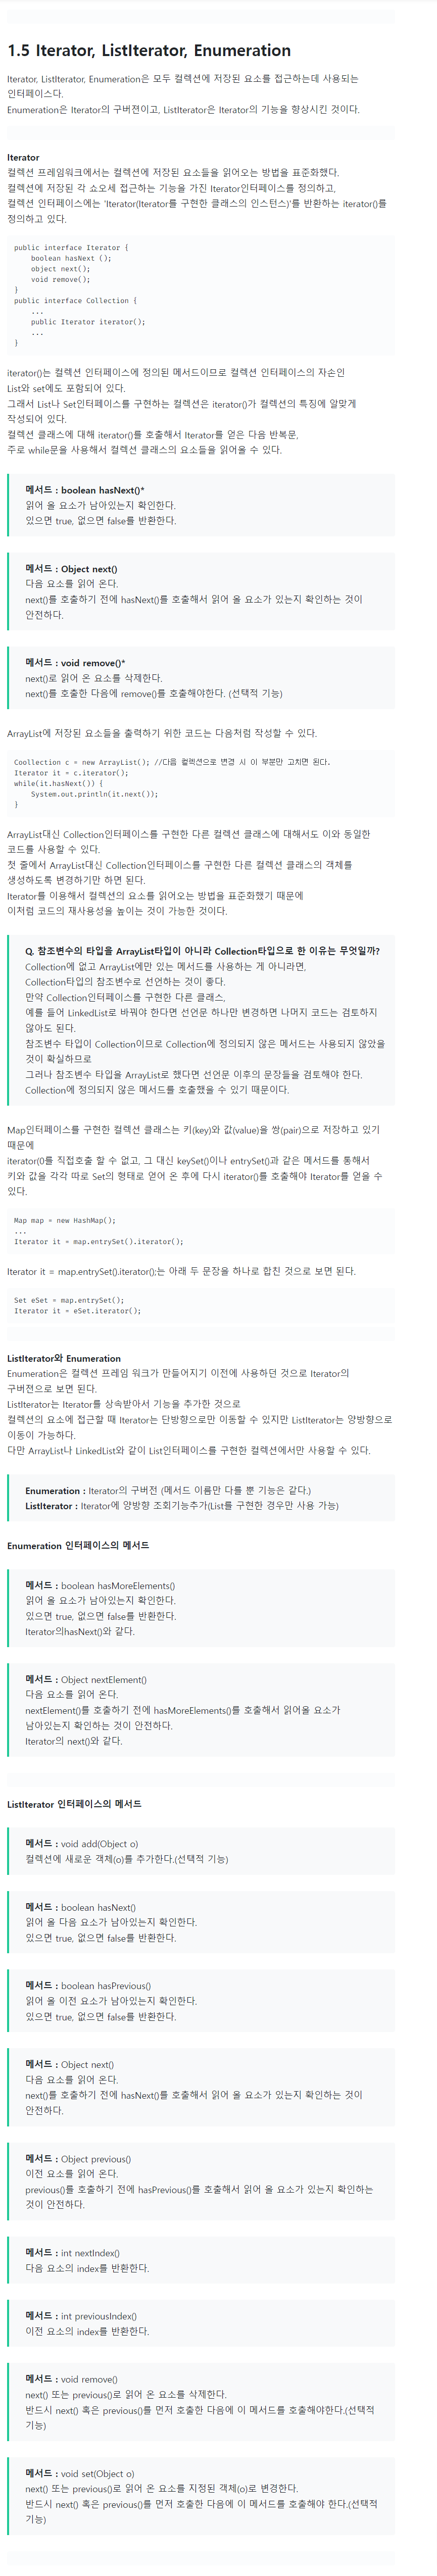 1.5 Iterator, ListIterator, Enumeration
Iterator, ListIterator, Enumeration은 모두 컬렉션에 저장된 요소를 접근하는데 사용되는
인터페이스다.
Enumeration은 Iterator의 구버젼이고, ListIterator은 Iterator의 기능을 향상시킨 것이다.
Iterator
컬렉션 프레임워크에서는 컬렉션에 저장된 요소들을 읽어오는 방법을 표준화했다.
컬렉션에 저장된 각 쇼오세 접근하는 기능을 가진 Iterator인터페이스를 정의하고,
컬렉션 인터페이스에는 'Iterator(Iterator를 구현한 클래스의 인스턴스)'를 반환하는 iterator()를
정의하고 있다.
public interface Iterator {
boolean hasNext ();
object next();
void remove();
}
public interface Collection {
...
public Iterator iterator();
...
}
iterator()는 컬렉션 인터페이스에 정의된 메서드이므로 컬렉션 인터페이스의 자손인
List와 set에도 포함되어 있다.
그래서 List나 Set인터페이스를 구현하는 컬렉션은 iterator()가 컬렉션의 특징에 알맞게
작성되어 있다.
컬렉션 클래스에 대해 iterator()를 호출해서 Iterator를 얻은 다음 반복문,
주로 while문을 사용해서 컬렉션 클래스의 요소들을 읽어올 수 있다.
메서드 : boolean hasNext()*
읽어 올 요소가 남아있는지 확인한다.
있으면 true, 없으면 false를 반환한다.
메서드 : Object next()
다음 요소를 읽어 온다.
next()를 호출하기 전에 hasNext()를 호출해서 읽어 올 요소가 있는지 확인하는 것이
안전하다.
메서드 : void remove()*
next()로 읽어 온 요소를 삭제한다.
next()를 호출한 다음에 remove()를 호출해야한다. (선택적 기능)
ArrayList에 저장된 요소들을 출력하기 위한 코드는 다음처럼 작성할 수 있다.
Coollection c = new ArrayList(); //다음 컬렉션으로 변경 시 이 부분만 고치면 된다.
Iterator it = c.iterator();
while(it.hasNext()) {
System.out.println(it.next());
}
ArrayList대신 Collection인터페이스를 구현한 다른 컬렉션 클래스에 대해서도 이와 동일한
코드를 사용할 수 있다.
첫 줄에서 ArrayList대신 Collection인터페이스를 구현한 다른 컬렉션 클래스의 객체를
생성하도록 변경하기만 하면 된다.
Iterator를 이용해서 컬렉션의 요소를 읽어오는 방법을 표준화했기 때문에
이처럼 코드의 재사용성을 높이는 것이 가능한 것이다.
Q. 참조변수의 타입을 ArrayList타입이 아니라 Collection타입으로 한 이유는 무엇일까?
Collection에 없고 ArrayList에만 있는 메서드를 사용하는 게 아니라면,
Collection타입의 참조변수로 선언하는 것이 좋다.
만약 Collection인터페이스를 구현한 다른 클래스,
예를 들어 LinkedList로 바꿔야 한다면 선언문 하나만 변경하면 나머지 코드는 검토하지
않아도 된다.
참조변수 타입이 Collection이므로 Collection에 정의되지 않은 메서드는 사용되지 않았을
것이 확실하므로
그러나 참조변수 타입을 ArrayList로 했다면 선언문 이후의 문장들을 검토해야 한다.
Collection에 정의되지 않은 메서드를 호출했을 수 있기 때문이다.
Map인터페이스를 구현한 컬렉션 클래스는 키(key)와 값(value)을 쌍(pair)으로 저장하고 있기
때문에
iterator(0를 직접호출 할 수 없고, 그 대신 keySet()이나 entrySet()과 같은 메서드를 통해서
키와 값을 각각 따로 Set의 형태로 얻어 온 후에 다시 iterator()를 호출해야 Iterator를 얻을 수
있다.
Map map = new HashMap();
...
Iterator it = map.entrySet().iterator();
Iterator it = map.entrySet().iterator();는 아래 두 문장을 하나로 합친 것으로 보면 된다.
Set eSet = map.entrySet();
Iterator it = eSet.iterator();
ListIterator와 Enumeration
Enumeration은 컬렉션 프레임 워크가 만들어지기 이전에 사용하던 것으로 Iterator의
구버젼으로 보면 된다.
ListIterator는 Iterator를 상속받아서 기능을 추가한 것으로
컬렉션의 요소에 접근할 때 Iterator는 단방향으로만 이동할 수 있지만 ListIterator는 양방향으로
이동이 가능하다.
다만 ArrayList나 LinkedList와 같이 List인터페이스를 구현한 컬렉션에서만 사용할 수 있다.
Enumeration : Iterator의 구버전 (메서드 이름만 다를 뿐 기능은 같다.)
ListIterator : Iterator에 양방향 조회기능추가(List를 구현한 경우만 사용 가능)
Enumeration 인터페이스의 메서드
메서드 : boolean hasMoreElements()
읽어 올 요소가 남아있는지 확인한다.
있으면 true, 없으면 false를 반환한다.
Iterator의hasNext()와 같다.
메서드 : Object nextElement()
다음 요소를 읽어 온다.
nextElement()를 호출하기 전에 hasMoreElements()를 호출해서 읽어올 요소가
남아있는지 확인하는 것이 안전하다.
Iterator의 next()와 같다.
ListIterator 인터페이스의 메서드
메서드 : void add(Object o)
컬렉션에 새로운 객체(o)를 추가한다.(선택적 기능)
메서드 : boolean hasNext()
읽어 올 다음 요소가 남아있는지 확인한다.
있으면 true, 없으면 false를 반환한다.
메서드 : boolean hasPrevious()
읽어 올 이전 요소가 남아있는지 확인한다.
있으면 true, 없으면 false를 반환한다.
메서드 : Object next()
다음 요소를 읽어 온다.
next()를 호출하기 전에 hasNext()를 호출해서 읽어 올 요소가 있는지 확인하는 것이
안전하다.
메서드 : Object previous()
이전 요소를 읽어 온다.
previous()를 호출하기 전에 hasPrevious()를 호출해서 읽어 올 요소가 있는지 확인하는
것이 안전하다.
메서드 : int nextIndex()
다음 요소의 index를 반환한다.
메서드 : int previousIndex()
이전 요소의 index를 반환한다.
메서드 : void remove()
next() 또는 previous()로 읽어 온 요소를 삭제한다.
반드시 next() 혹은 previous()를 먼저 호출한 다음에 이 메서드를 호출해야한다.(선택적
기능)
메서드 : void set(Object o)
next() 또는 previous()로 읽어 온 요소를 지정된 객체(o)로 변경한다.
반드시 next() 혹은 previous()를 먼저 호출한 다음에 이 메서드를 호출해야 한다.(선택적
기능)